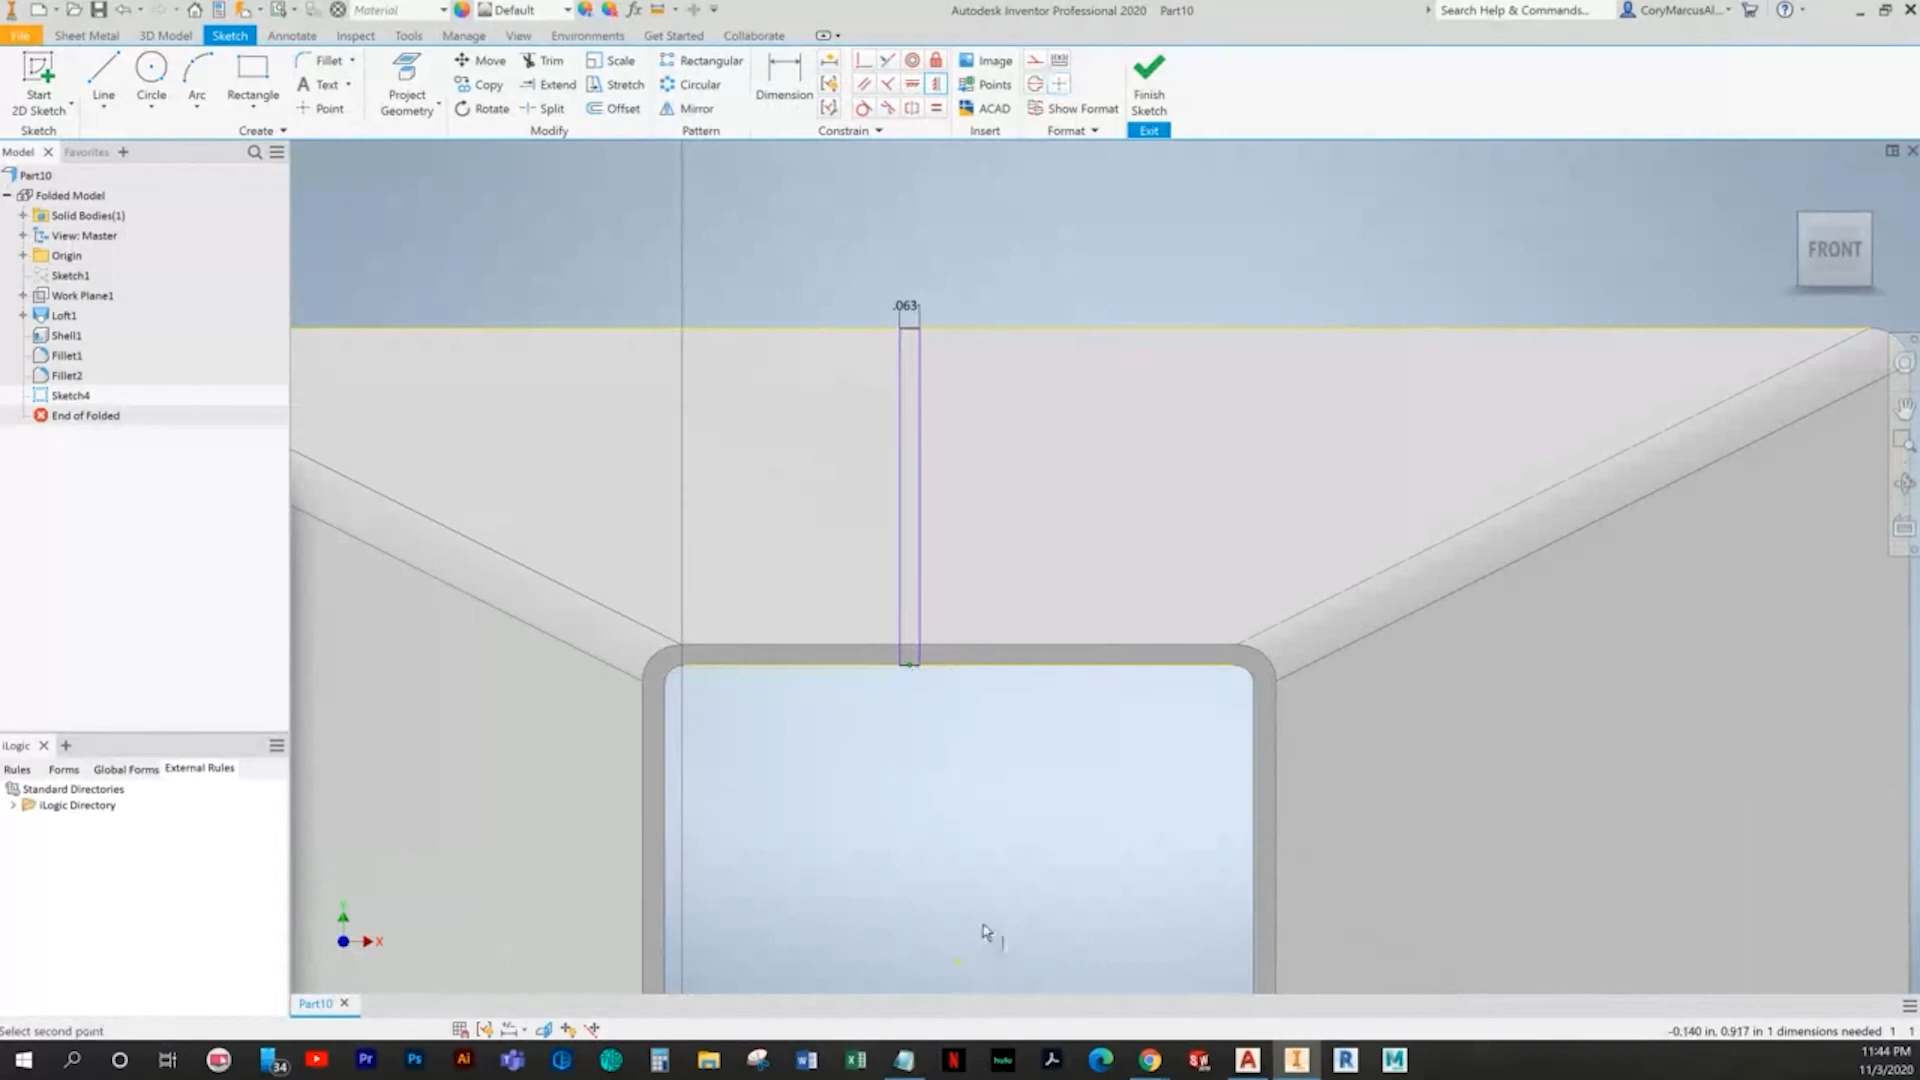 Material Default Autodesk Inventor Professional 2020 Part10 Search Help & Commands... CoryMarcusAl...
File Sheet Metal 3D Model Sketch Annotate Inspect Tools Manage View Environments Get Started Collaborate
Fillet Move Trim Scale Rectangular Image
Start 2D Sketch Line Circle Arc Rectangle Text Project Geometry Copy Extend Stretch Circular Dimension Points Finish Sketch
Point Rotate Split Offset Mirror ACAD Show Format
Sketch Create Modify Pattern Constrain Insert Format Exit
Model Favorites
Part10
Folded Model
Solid Bodies(1)
View: Master
Origin
Sketch1
Work Plane1
Loft1
Shell1
Fillet1
Fillet2
Sketch4
End of Folded
FRONT
.063
iLogic
Rules Forms Global Forms External Rules
Standard Directories
iLogic Directory
Y
X
Part10
Select second point
-0.140 in, 0.917 in 1 dimensions needed 1 1
34 Pr Ps Ai N hulu SW A I R M
11:44 PM
11/3/2020